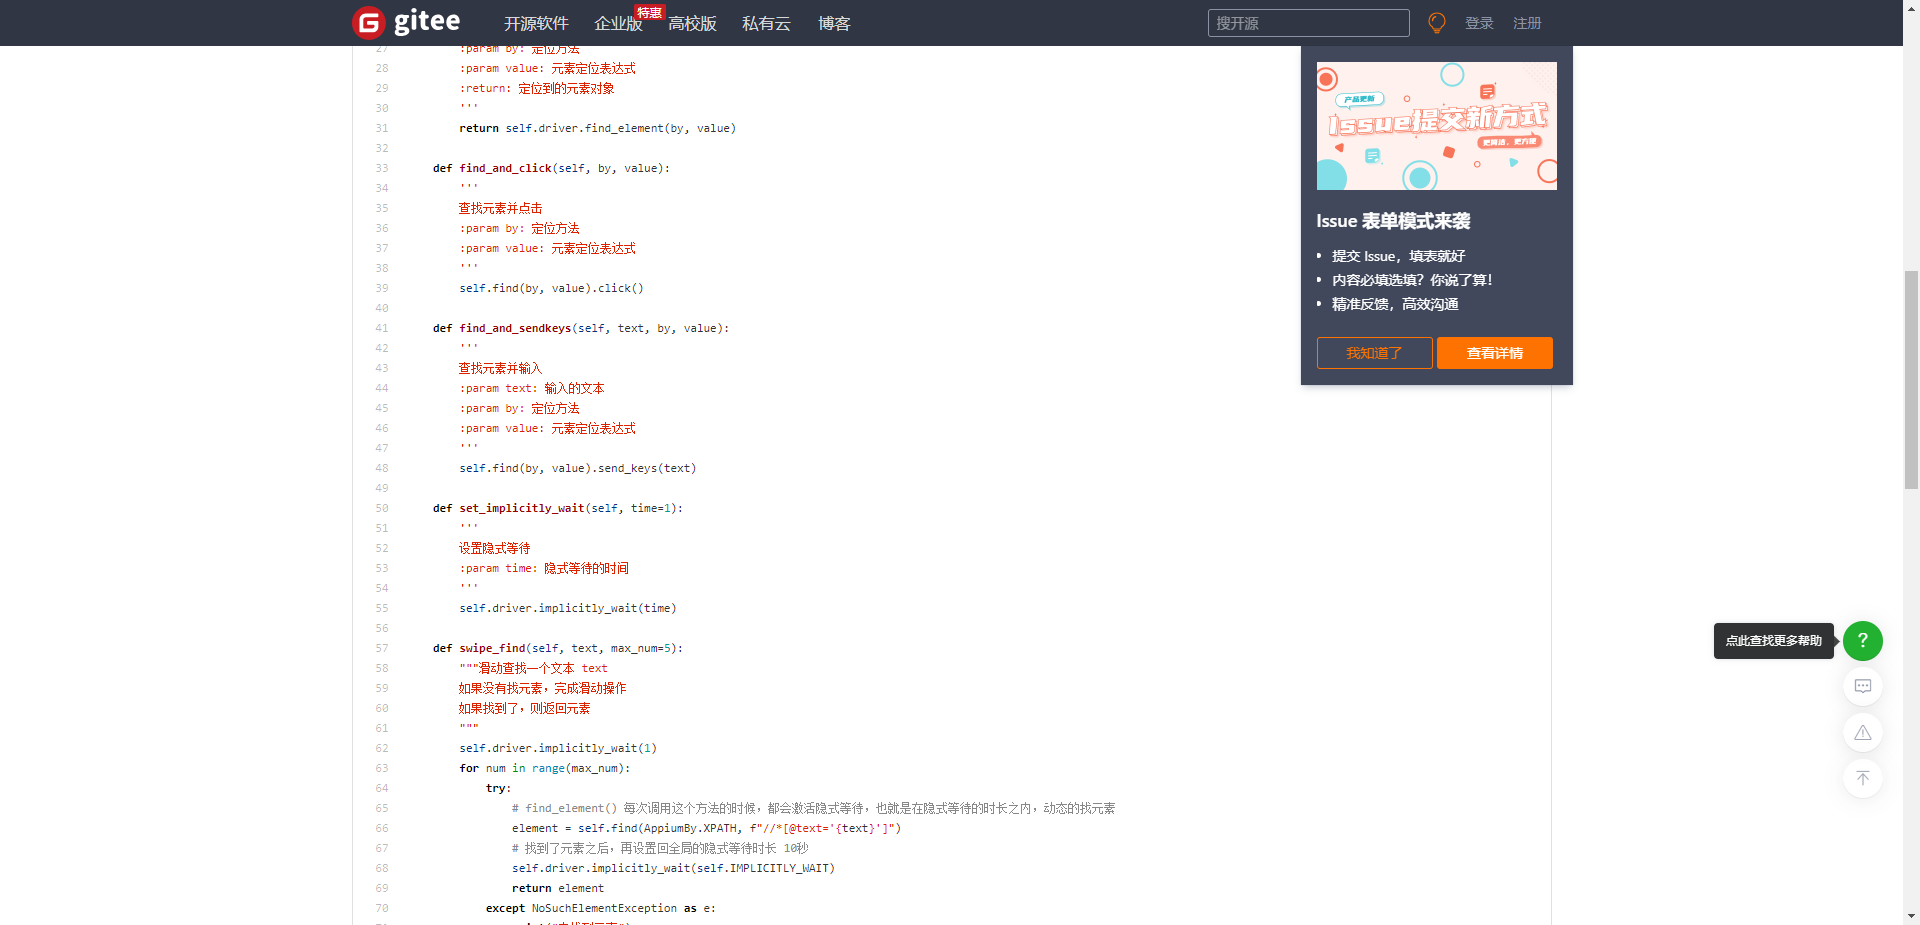 gitee 开源软件 企业版 特惠 高校版 私有云 博客 搜开源 登录 注册
27 :param by: 定位方法
28 :param value: 元素定位表达式
29 :return: 定位到的元素对象
30 '''
31 return self.driver.find_element(by, value)
32
33 def find_and_click(self, by, value):
34 '''
35 查找元素并点击
36 :param by: 定位方法
37 :param value: 元素定位表达式
38 '''
39 self.find(by, value).click()
40
41 def find_and_sendkeys(self, text, by, value):
42 '''
43 查找元素并输入
44 :param text: 输入的文本
45 :param by: 定位方法
46 :param value: 元素定位表达式
47 '''
48 self.find(by, value).send_keys(text)
49
50 def set_implicitly_wait(self, time=1):
51 '''
52 设置隐式等待
53 :param time: 隐式等待的时间
54 '''
55 self.driver.implicitly_wait(time)
56
57 def swipe_find(self, text, max_num=5):
58 """滑动查找一个文本 text
59 如果没有找元素，完成滑动操作
60 如果找到了，则返回元素
61 """
62 self.driver.implicitly_wait(1)
63 for num in range(max_num):
64 try:
65 # find_element() 每次调用这个方法的时候，都会激活隐式等待，也就是在隐式等待的时长之内，动态的找元素
66 element = self.find(AppiumBy.XPATH, f"//*[@text='{text}']")
67 # 找到了元素之后，再设置回全局的隐式等待时长 10秒
68 self.driver.implicitly_wait(self.IMPLICITLY_WAIT)
69 return element
70 except NoSuchElementException as e:
产品更新
Issue提交新方式
更简洁，更方便
Issue 表单模式来袭
• 提交 Issue，填表就好
• 内容必填选填？你说了算！
• 精准反馈，高效沟通
我知道了 查看详情
点此查找更多帮助 ?